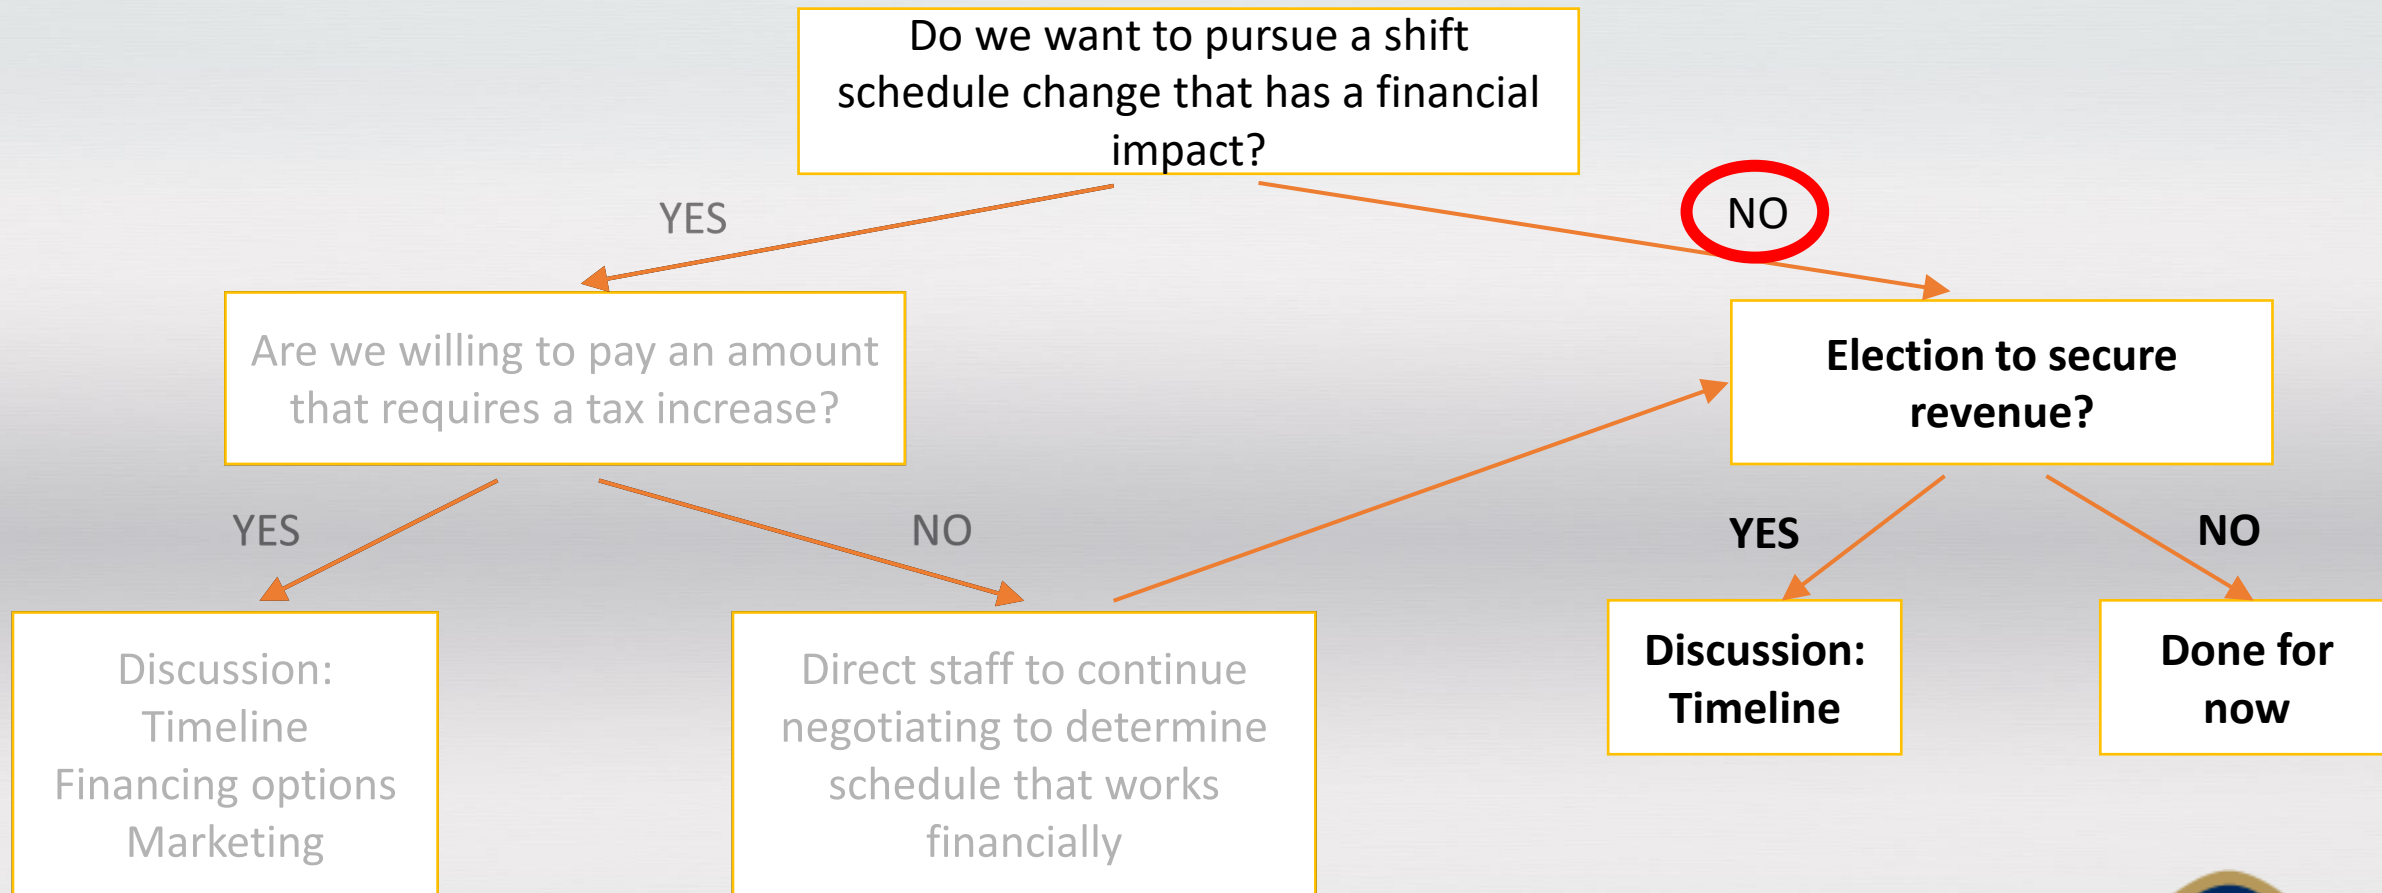 Do we want to pursue a shift
schedule change that has a financial
impact?
YES
NO
Are we willing to pay an amount
that requires a tax increase?
Election to secure
revenue?
YES
NO
YES
NO
Discussion:
Timeline
Financing options
Marketing
Direct staff to continue
negotiating to determine
schedule that works
financially
Discussion:
Timeline
Done for
now